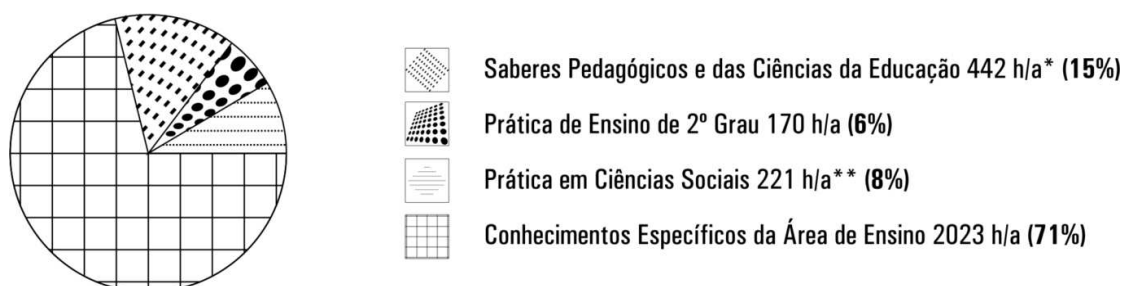 Saberes Pedagógicos e das Ciências da Educação 442 h/a* (15%)
Prática de Ensino de 2º Grau 170 h/a (6%)
Prática em Ciências Sociais 221 h/a** (8%)
Conhecimentos Específicos da Área de Ensino 2023 h/a (71%)